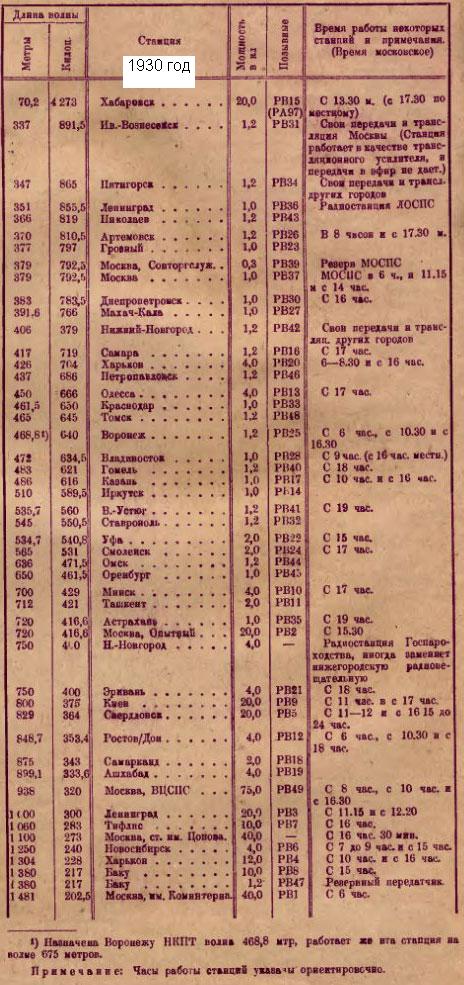 Длина волны
Метры Килоц. Станция Мощность в кл Позывные Время работы некоторых
станций и примечания.
(Время московское)
1930 год
70,2 4 273 Хабаровск . . . . . . 20,0 РВ15 С 13.30 м. (с 17.30 по
(РА97) местному)
337 891,5 Ив.-Вознесейск . . . . 1,2 РВ31 Свои передачи и транс-
ляция Москвы (Станция
работает в качестве транс-
ляционного усилителя, и
передачи в эфир не дает.)
347 865 Пятигорск . . . . . . 1,2 РВ34 Свои передачи и трансл.
других городов
351 855,5 Ленинград . . . . . . 1,0 РВ36 Радиостанция ЛОСПС
366 819 Николаев . . . . . . 1,2 РВ43
370 810,5 Артемовск . . . . . . 1,2 РВ26 В 8 часов и с 17.30 м.
377 797 Грозный . . . . . . 1,0 РВ23
379 792,5 Москва, Совторгслуж. . 0,3 РВ39 Резерв МОСПС
379 792,5 Москва . . . . . . 1,0 РВ37 МОСПС в 6 ч., и 11.15
и с 14 час.
383 783,5 Днепропетровск . . . . 1,0 РВ30 С 16 час.
391,6 766 Махач-Кала . . . . . 1,0 РВ27
406 379 Нижний-Новгород . . . 1,2 РВ42 Свои передачи и транс-
ляц. других городов
417 719 Самара . . . . . . 1,2 РВ16 С 17 час.
426 704 Харьков . . . . . . 4,0 РВ20 6—8.30 и с 16 час.
437 686 Петропавловск . . . . 1,2 РВ46
450 666 Одесса . . . . . . 4,0 РВ13 С 17 час.
461,5 650 Краснодар . . . . . 1,0 РВ33
465 645 Томск . . . . . . 1,2 РВ48
468,8¹) 640 Воронеж . . . . . . 1,2 РВ25 С 6 час., с 10.30 и с
16.30
472 634,5 Владивосток . . . . . 1,0 РВ28 С 9 час. (с 16 час. местн.)
483 621 Гомель . . . . . . 1,2 РВ40 С 18 час.
486 616 Казань . . . . . . 1,0 РВ17 С 10 час. и с 16 час.
510 589,5 Иркутск . . . . . . 1,0 РБ14
535,7 560 В.-Устюг . . . . . . 1,2 РВ41 С 19 час.
545 550,5 Ставрополь . . . . . 1,2 РВ32
534,7 540,8 Уфа . . . . . . 2,0 РВ22 С 15 час.
565 531 Смоленск . . . . . . 2,0 РВ24 С 17 час.
636 471,5 Омск . . . . . . 1,2 РВ44
650 461,5 Оренбург . . . . . . 1,0 РВ45
700 429 Минск . . . . . . 4,0 РВ10 С 17 час.
712 421 Ташкент . . . . . . 2,0 РВ11
720 416,6 Астрахань . . . . . 1,0 РВ35 С 19 час.
720 416,6 Москва, Опытный . . . 20,0 РВ2 С 15.30
750 Н.-Новгород . . . . . 4,0 — Радиостанция Госпаро-
ходства, иногда заменяет
нижегородскую радиове-
щательную
750 400 Эривань . . . . . . 4,0 РВ21 С 18 час.
800 375 Киев . . . . . . 20,0 РВ9 С 11 час. в с 17 час.
829 364 Свердловск . . . . . 20,0 РВ5 С 11—12 и с 16 15 до
24 час.
848,7 353,4 Ростов/Дон . . . . . 4,0 РВ12 С 6 час., с 10.30 и с
18 час.
875 343 Самарканд . . . . . 2,0 РВ18
899,1 333,6 Ашхабад . . . . . . 4,0 РВ19
938 320 Москва, ВЦСПС . . . 75,0 РВ49 С 8 час., с 10 час. и
с 16.30
300 Ленинград . . . . . . 20,0 РВ3 С 11.15 и с 12.20
1 060 283 Тифлис . . . . . . 10,0 РВ7 С 16 час.
1 100 273 Москва, ст. им. Попова. 40,0 — С 16 час. 30 мин.
1 250 240 Новосибирск . . . . 4,0 РВ6 С 7 до 9 час. и с 15 час.
1 304 228 Харьков . . . . . . 12,0 РВ4 С 10 час. и с 16 час.
1 380 217 Баку . . . . . . 10,0 РВ8 С 15 час.
380 217 Баку . . . . . . 1,2 РВ47 Резервный передатчик.
1 481 202,5 Москва, им. Коминтерна. 40,0 РВ1 С 6 час.
¹) Назначена Воронежу НКПТ волна 468,8 мтр, работает же эта станция на
волне 675 метров.
Примечание: Часы работы станций указаны ориентировочно.